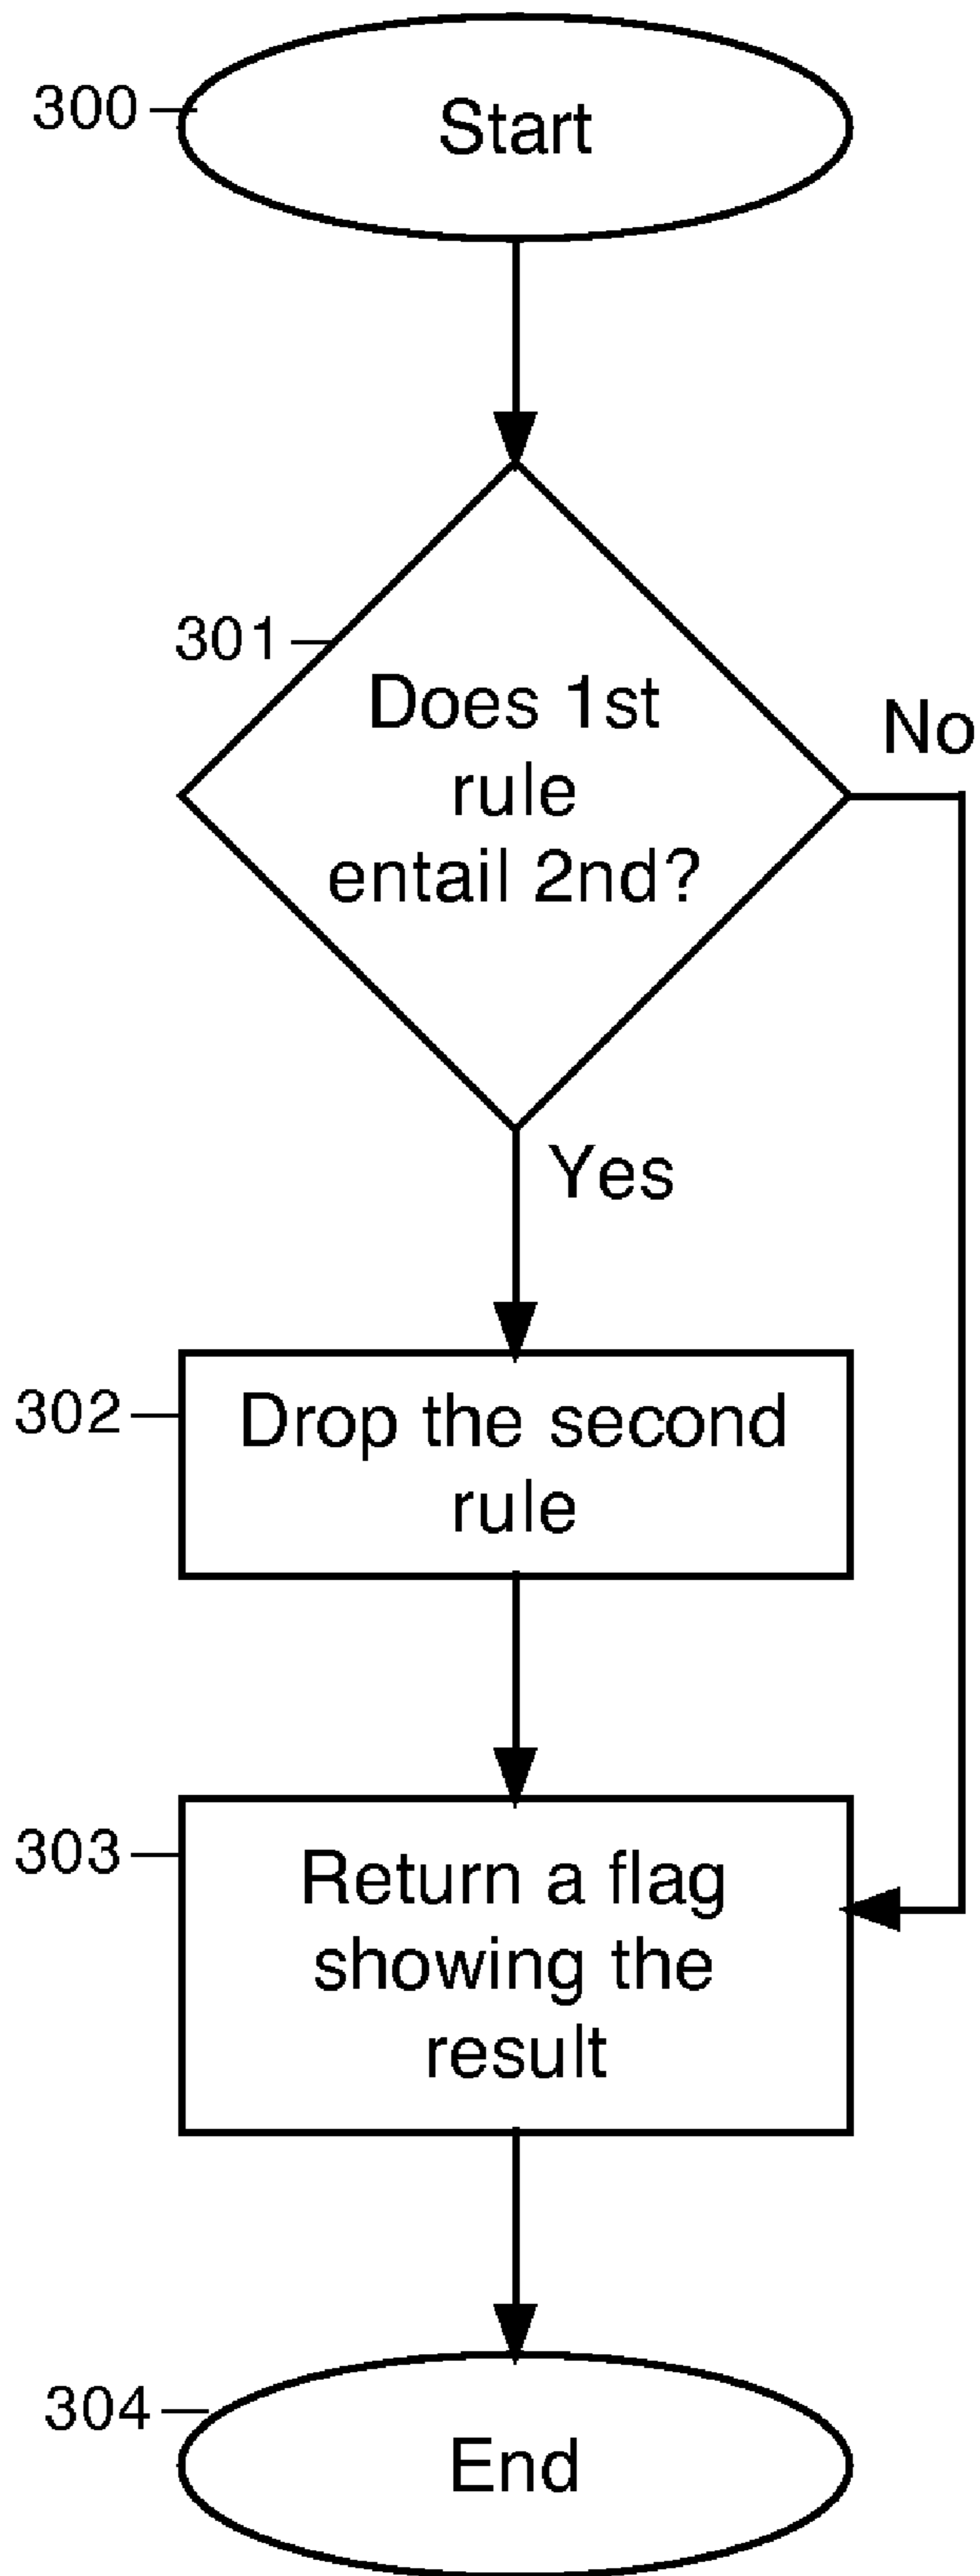 300
Start
301
Does 1st
rule
entail 2nd?
No
Yes
302
Drop the second
rule
303
Return a flag
showing the
result
304
End